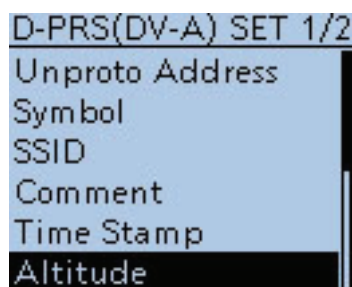 D-PRS(DV-A) SET 1/2
Unproto Address
Symbol
SSID
Comment
Time Stamp
Altitude